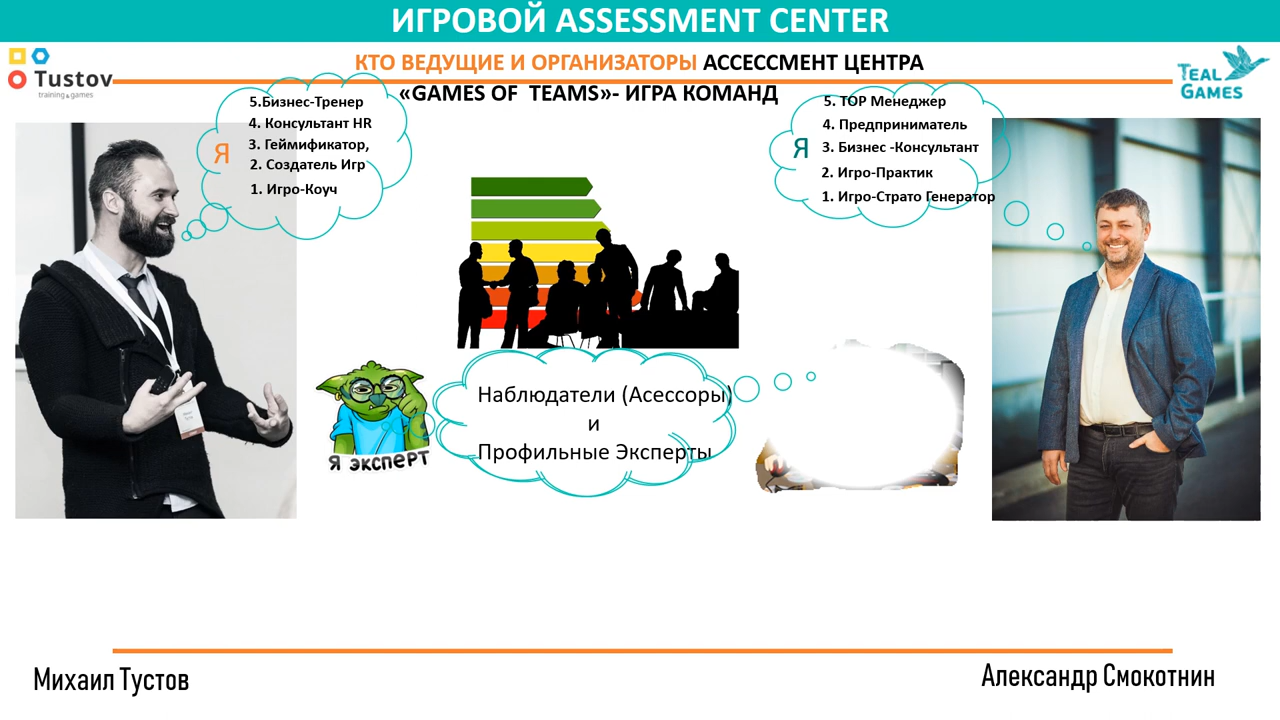 ИГРОВОЙ ASSESSMENT CENTER
КТО ВЕДУЩИЕ И ОРГАНИЗАТОРЫ АССЕССМЕНТ ЦЕНТРА
«GAMES OF TEAMS»- ИГРА КОМАНД
Tustov
training & games
TEAL
GAMES
5.Бизнес-Тренер
4. Консультант HR
3. Геймификатор,
2. Создатель Игр
1. Игро-Коуч
Я
5. TOP Менеджер
4. Предприниматель
3. Бизнес -Консультант
2. Игро-Практик
1. Игро-Страто Генератор
Я
Я ЭКСПЕРТ
Наблюдатели (Асессоры)
и
Профильные Эксперты
Михаил Тустов
Александр Смокотнин